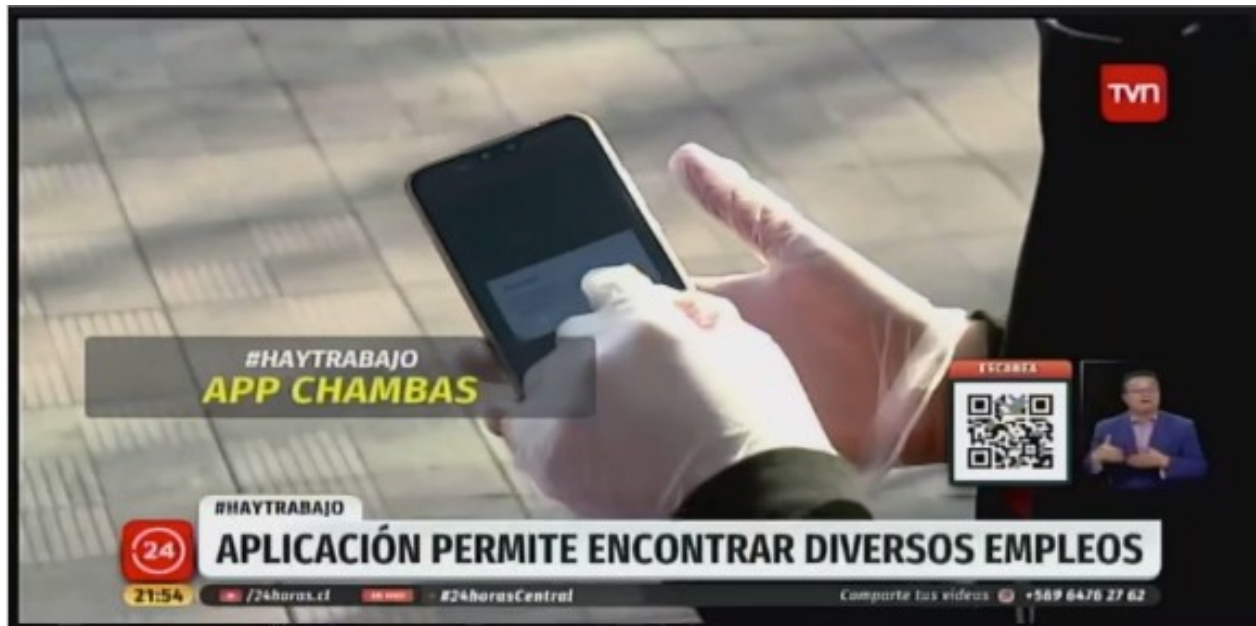 TVN
#HAYTRABAJO
APP CHAMBAS
ESCANEA
#HAYTRABAJO
24
APLICACIÓN PERMITE ENCONTRAR DIVERSOS EMPLEOS
21:54
/24horas.cl
#24horasCentral
Comparte tus videos +569 6476 27 62